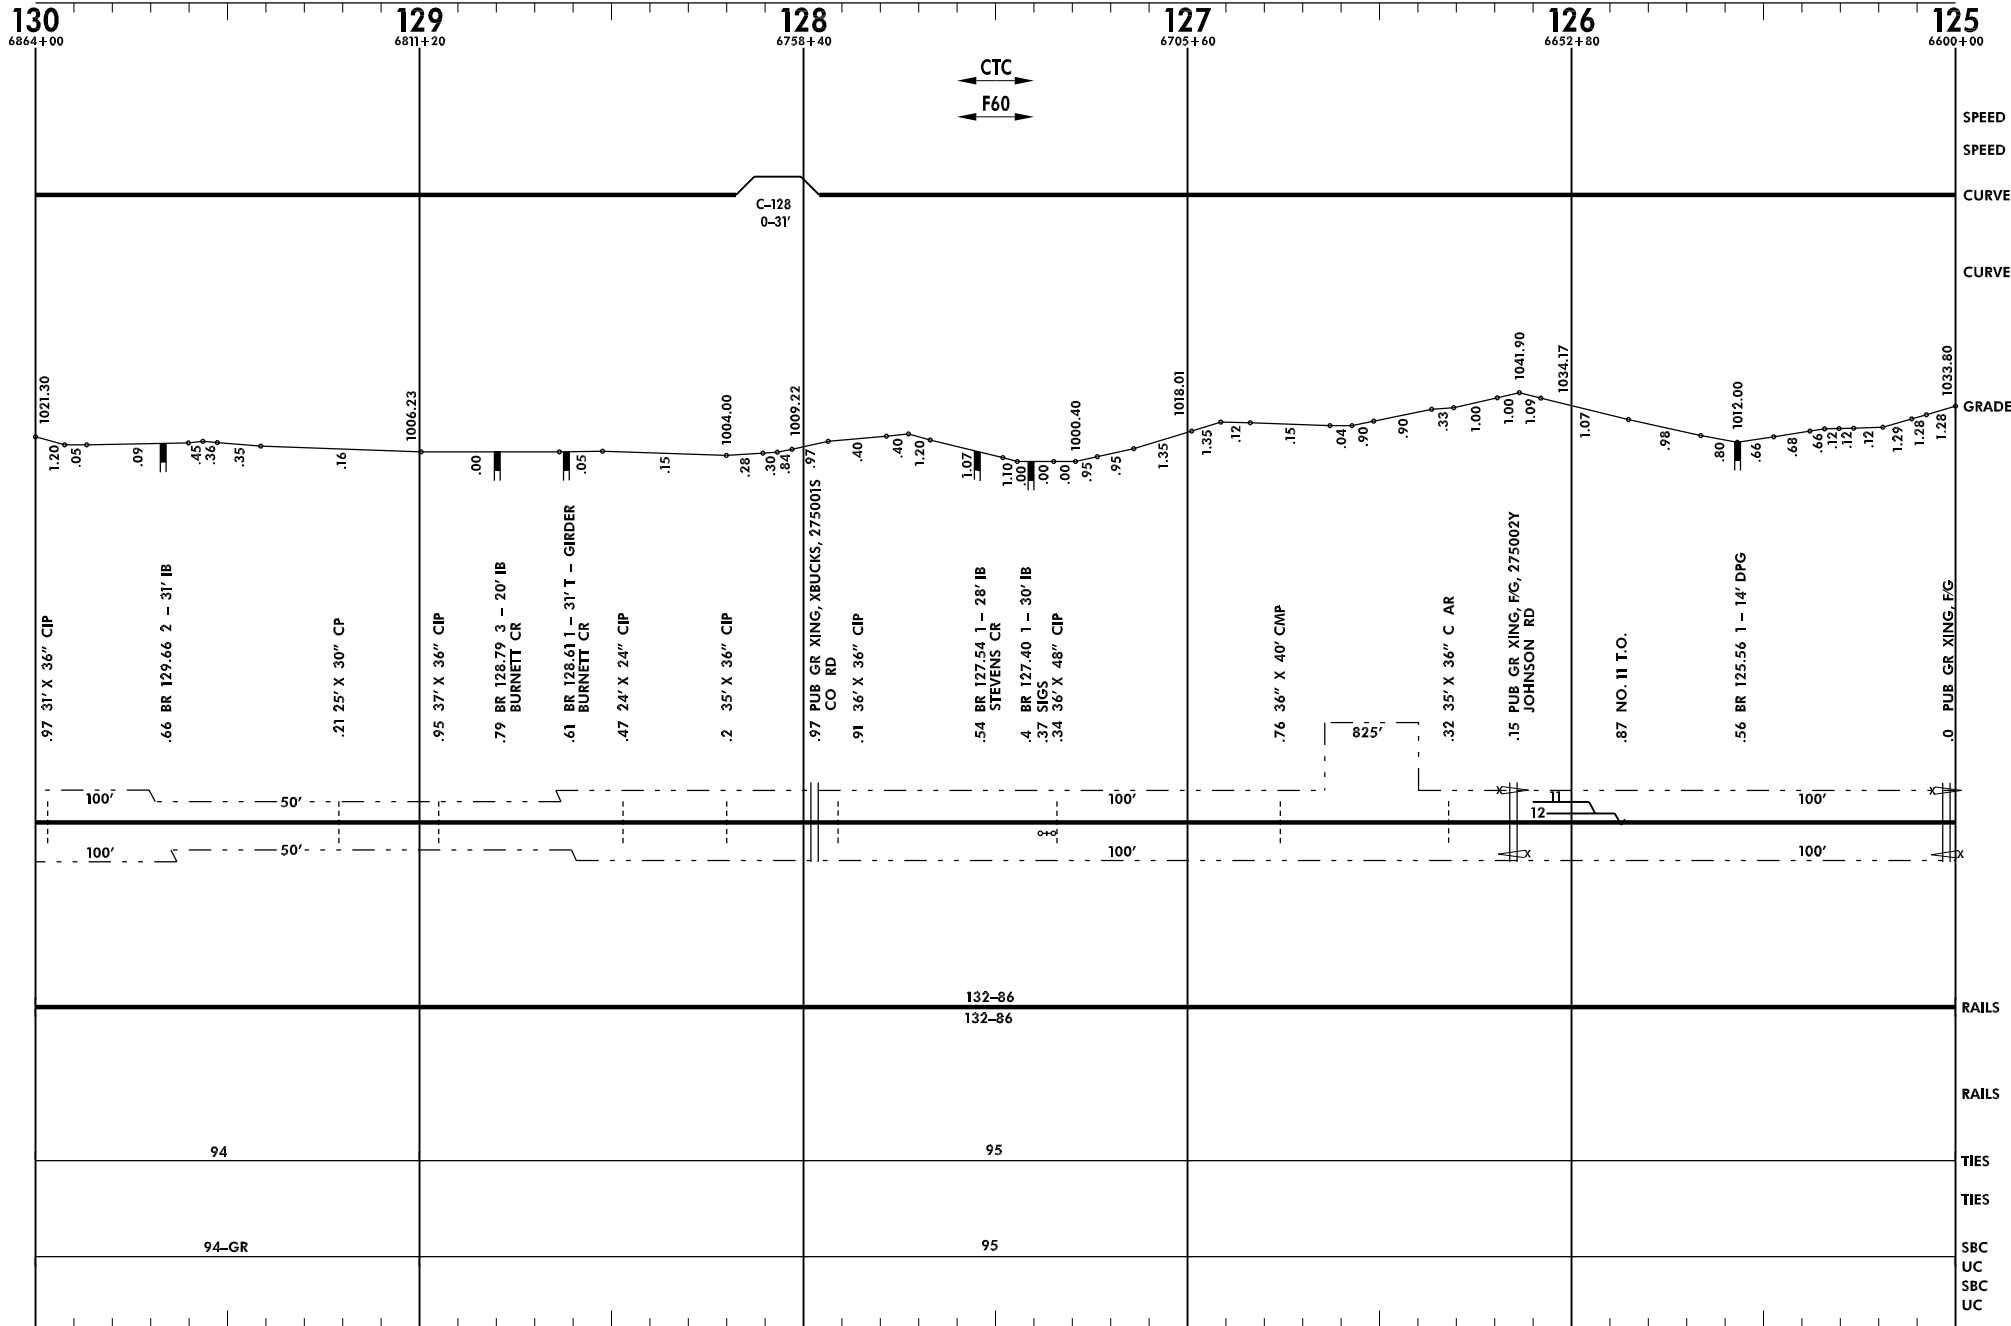 130 129 128 127 126 125
6864+00 6811+20 6758+40 6705+60 6652+80 6600+00
CTC
F60
SPEED
SPEED
C–128
0–31'
CURVE
CURVE
1021.30 1006.23 1004.00 1009.22 1000.40 1018.01 1041.90 1034.17 1012.00 1033.80
GRADE
1.20 .05 .09 .45 .36 .35 .16 .00 .05 .15 .28 .30 .84 .97 .40 .40 1.20 1.07 1.10 .00 .00 .00 .95 .95 1.35 1.35 .12 .15 .04 .90 .90 .33 1.00 1.00 1.09 1.07 .98 .80 .66 .68 .66 .12 .12 .12 1.29 1.28 1.28
.97 31' X 36" CIP
.66 BR 129.66 2 – 31' IB
.21 25' X 30" CP
.95 37' X 36" CIP
.79 BR 128.79 3 – 20' IB
BURNETT CR
.61 BR 128.61 1 – 31' T – GIRDER
BURNETT CR
.47 24' X 24" CIP
.2 35' X 36" CIP
.97 PUB GR XING, XBUCKS, 275001S
CO RD
.91 36' X 36" CIP
.54 BR 127.54 1 – 28' IB
STEVENS CR
.4 BR 127.40 1 – 30' IB
.37 SIGS
.34 36' X 48" CIP
.76 36" X 40' CMP
.32 35' X 36" C AR
.15 PUB GR XING, F/G, 275002Y
JOHNSON RD
.87 NO. 11 T.O.
.56 BR 125.56 1 – 14' DPG
.0 PUB GR XING, F/G
825'
100' 50' 100' X 11 X 100'
12
100' 50' 100' X 100' X
132–86
RAILS
132–86
RAILS
94 95
TIES
TIES
94–GR 95
SBC
UC
SBC
UC